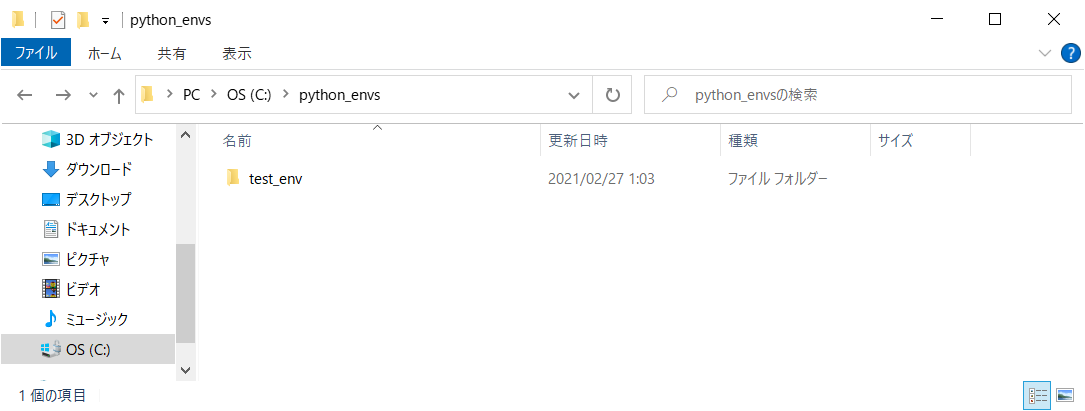 python_envs
ファイル ホーム 共有 表示
PC OS (C:) python_envs python_envsの検索
名前 更新日時 種類 サイズ
3D オブジェクト
ダウンロード
デスクトップ
ドキュメント
ピクチャ
ビデオ
ミュージック
OS (C:)
test_env 2021/02/27 1:03 ファイル フォルダー
1 個の項目